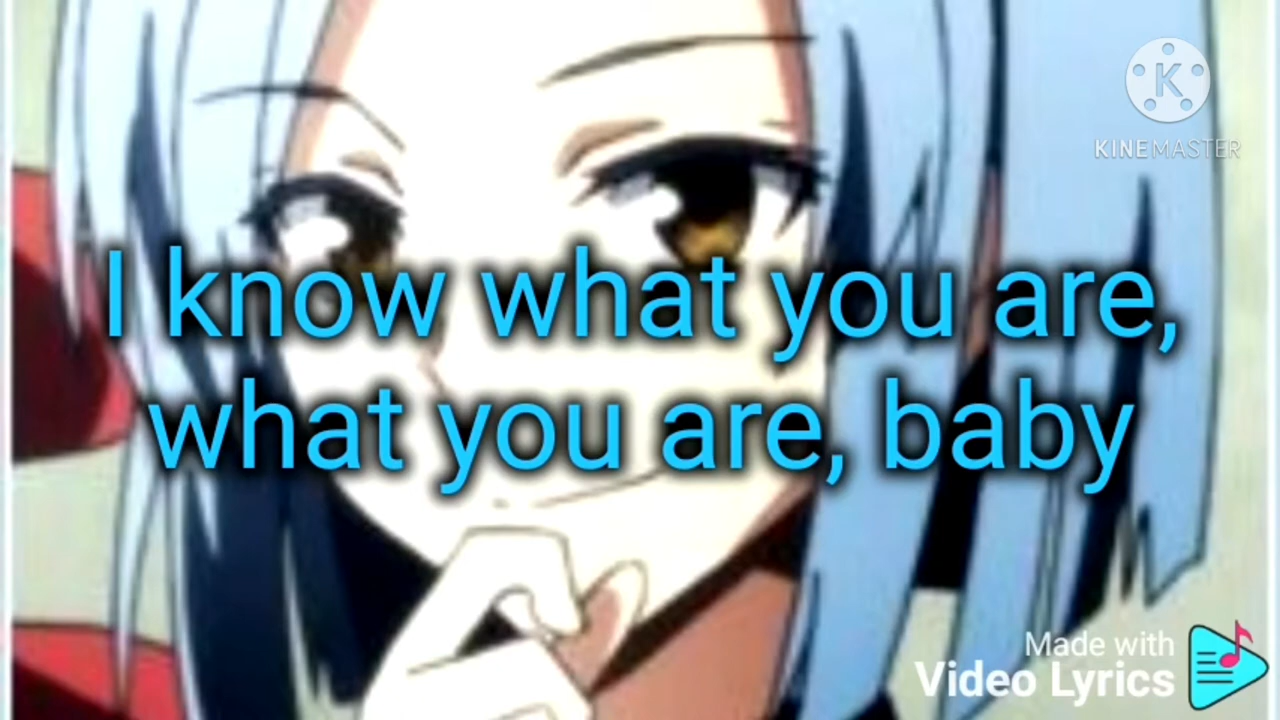 KINEMASTER
I know what you are,
what you are, baby
Made with
Video Lyrics